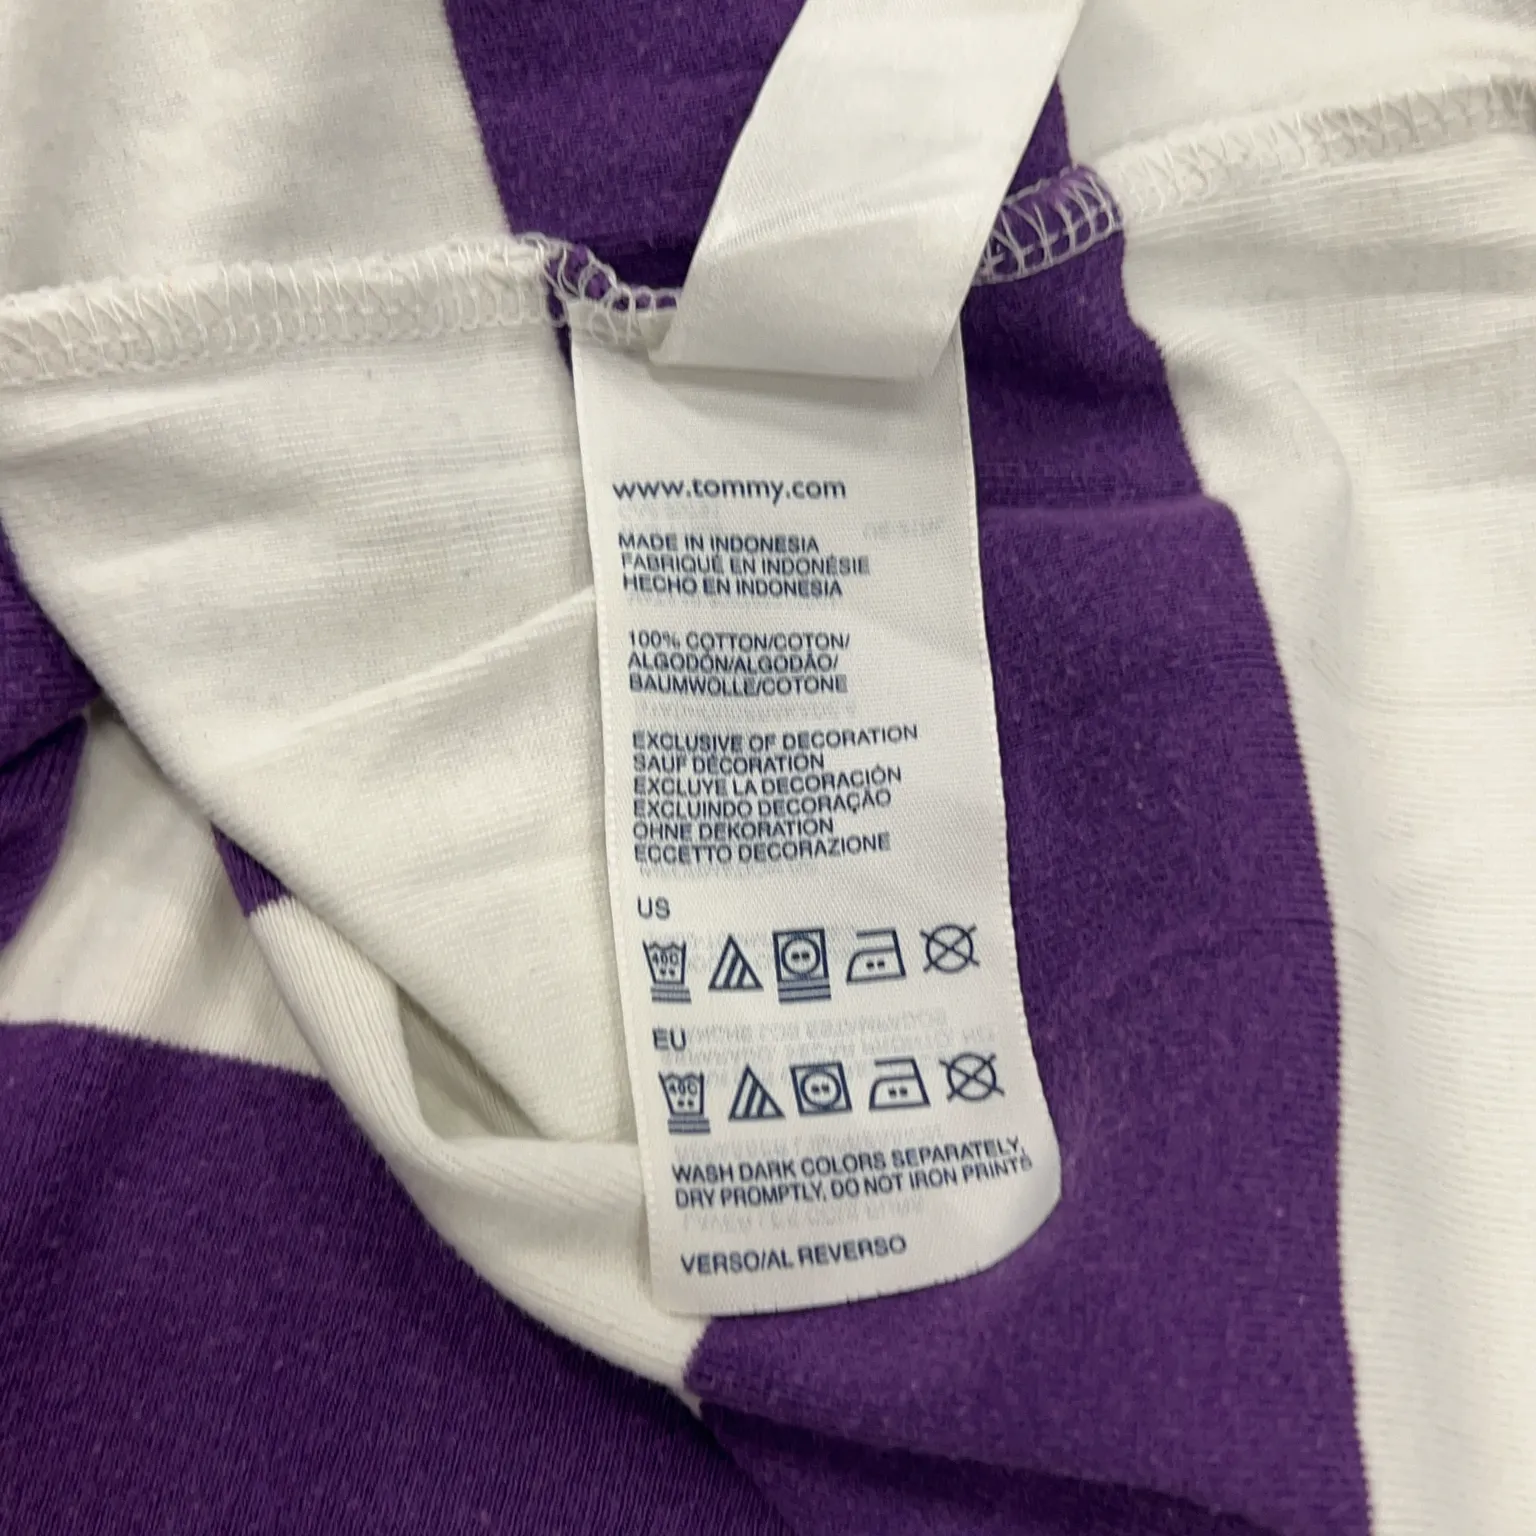 www.tommy.com
MADE IN INDONESIA
FABRIQUÉ EN INDONÉSIE
HECHO EN INDONESIA
100% COTTON/COTON/
ALGODÓN/ALGODÃO/
BAUMWOLLE/COTONE
EXCLUSIVE OF DECORATION
SAUF DÉCORATION
EXCLUYE LA DECORACIÓN
EXCLUINDO DECORAÇÃO
OHNE DEKORATION
ECCETTO DECORAZIONE
US
40C
EU
40C
WASH DARK COLORS SEPARATELY,
DRY PROMPTLY, DO NOT IRON PRINTS
VERSO/AL REVERSO